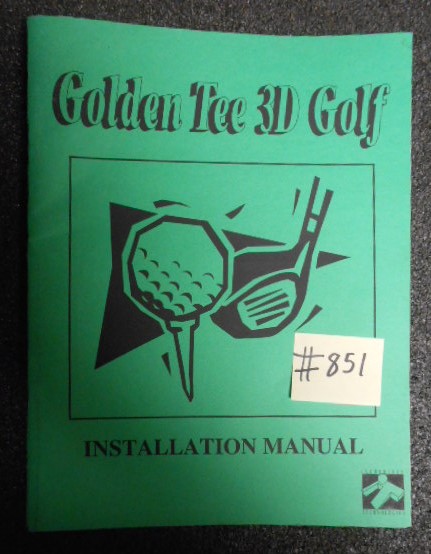 Golden Tee 3D Golf
#851
INSTALLATION MANUAL